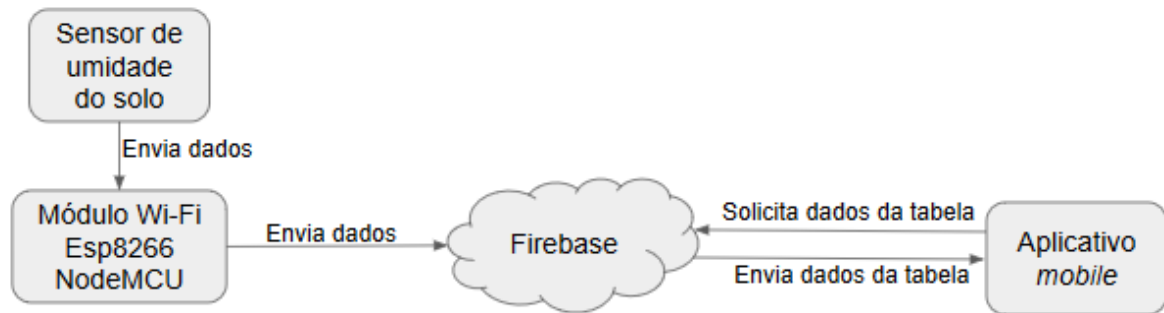 Sensor de
umidade
do solo
Envia dados
Módulo Wi-Fi
Esp8266
NodeMCU
Envia dados
Firebase
Solicita dados da tabela
Envia dados da tabela
Aplicativo
mobile